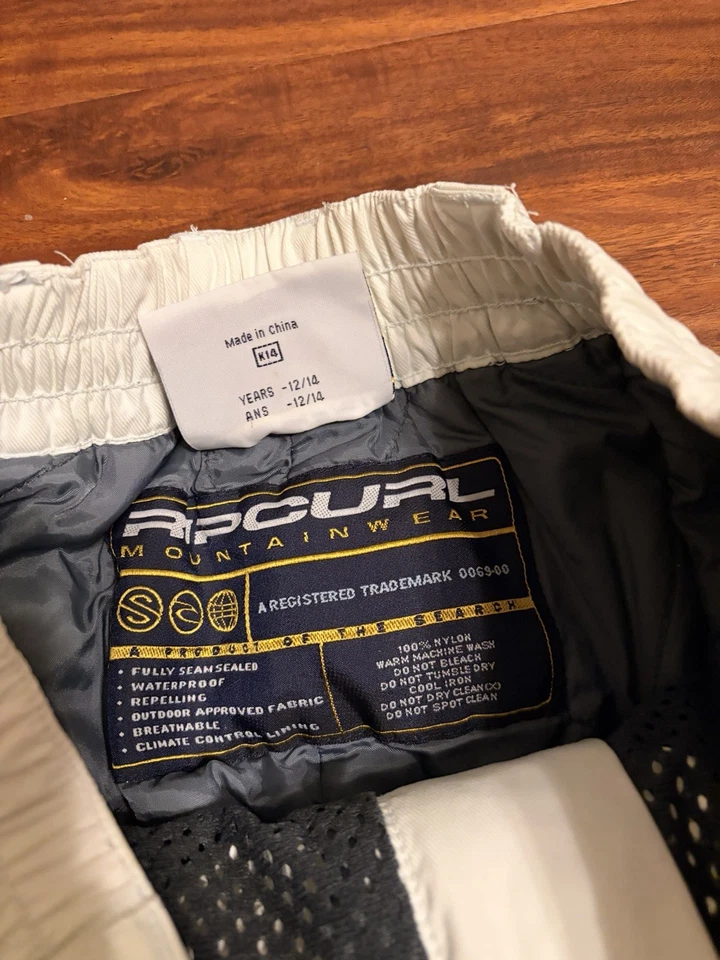 Made in China
K14
YEARS -12/14
ANS -12/14
RIPCURL
MOUNTAINWEAR
A REGISTERED TRADEMARK 0069-00
A PRODUCT OF THE SEARCH
• FULLY SEAM SEALED
• WATERPROOF
• REPELLING
• OUTDOOR APPROVED FABRIC
• BREATHABLE
• CLIMATE CONTROL LINING
100% NYLON
WARM MACHINE WASH
DO NOT BLEACH
DO NOT TUMBLE DRY
COOL IRON
DO NOT DRY CLEAN DO
DO NOT SPOT CLEAN